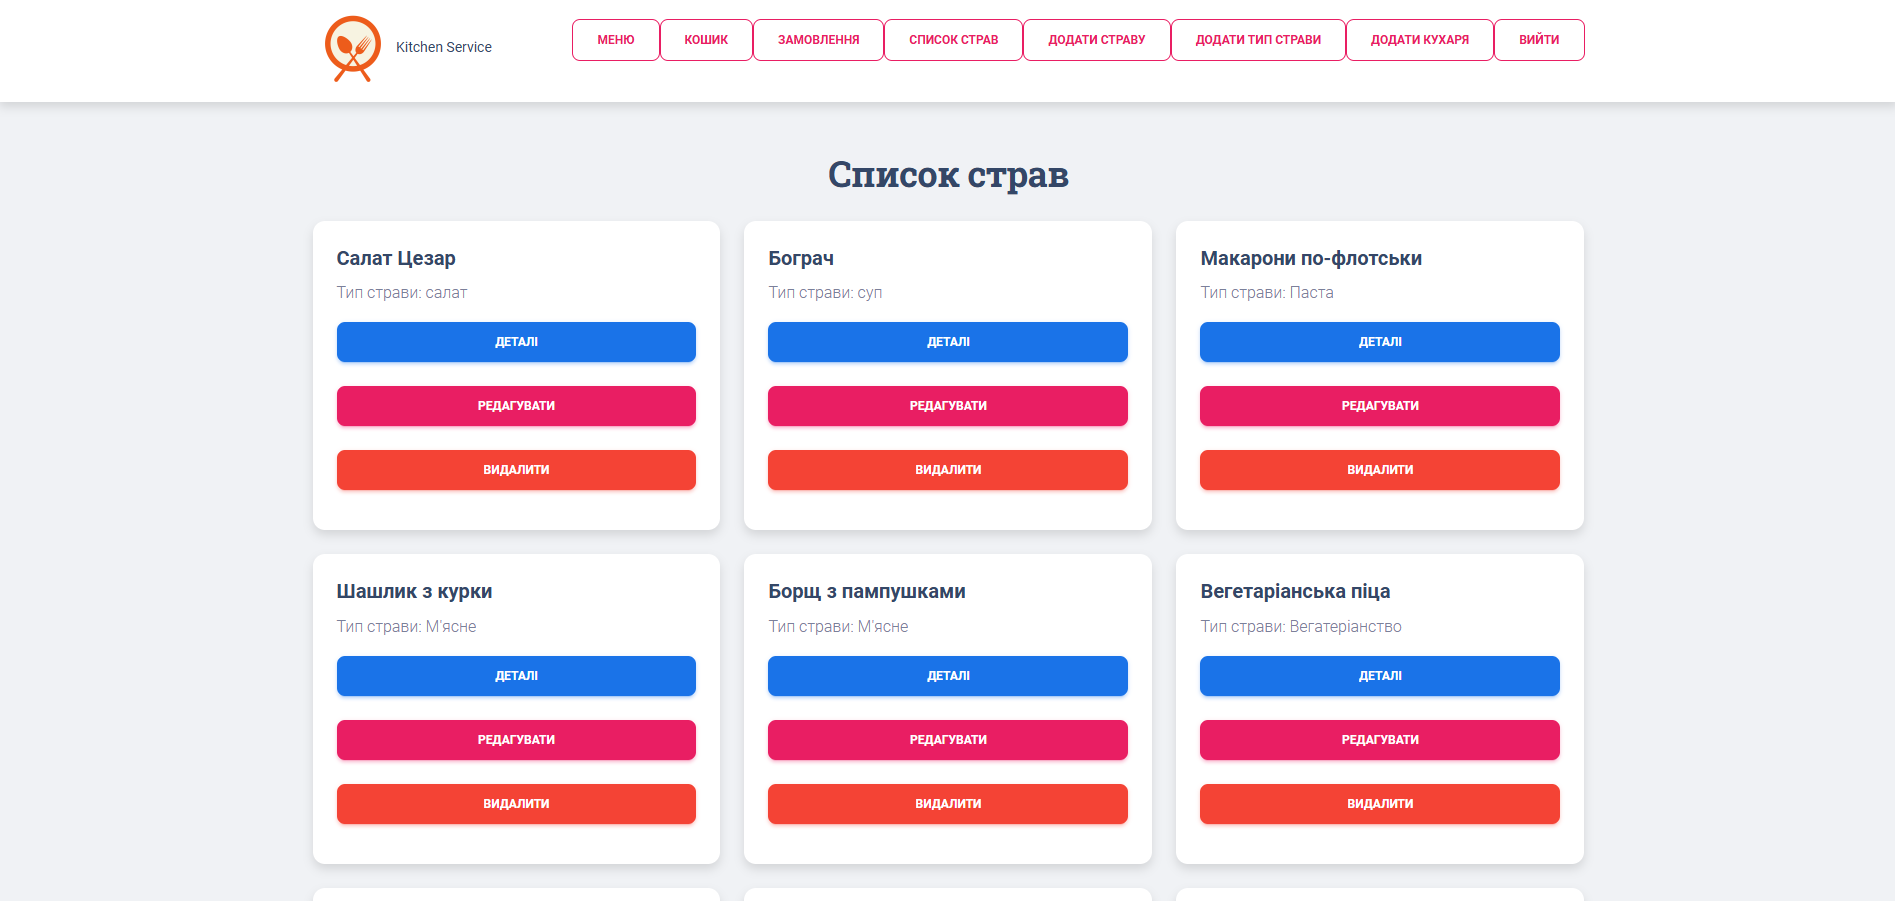 Kitchen Service
МЕНЮ
КОШИК
ЗАМОВЛЕННЯ
СПИСОК СТРАВ
ДОДАТИ СТРАВУ
ДОДАТИ ТИП СТРАВИ
ДОДАТИ КУХАРЯ
ВИЙТИ
Список страв
Салат Цезар
Тип страви: салат
ДЕТАЛІ
РЕДАГУВАТИ
ВИДАЛИТИ
Бограч
Тип страви: суп
ДЕТАЛІ
РЕДАГУВАТИ
ВИДАЛИТИ
Макарони по-флотськи
Тип страви: Паста
ДЕТАЛІ
РЕДАГУВАТИ
ВИДАЛИТИ
Шашлик з курки
Тип страви: М'ясне
ДЕТАЛІ
РЕДАГУВАТИ
ВИДАЛИТИ
Борщ з пампушками
Тип страви: М'ясне
ДЕТАЛІ
РЕДАГУВАТИ
ВИДАЛИТИ
Вегетаріанська піца
Тип страви: Вегатеріанство
ДЕТАЛІ
РЕДАГУВАТИ
ВИДАЛИТИ